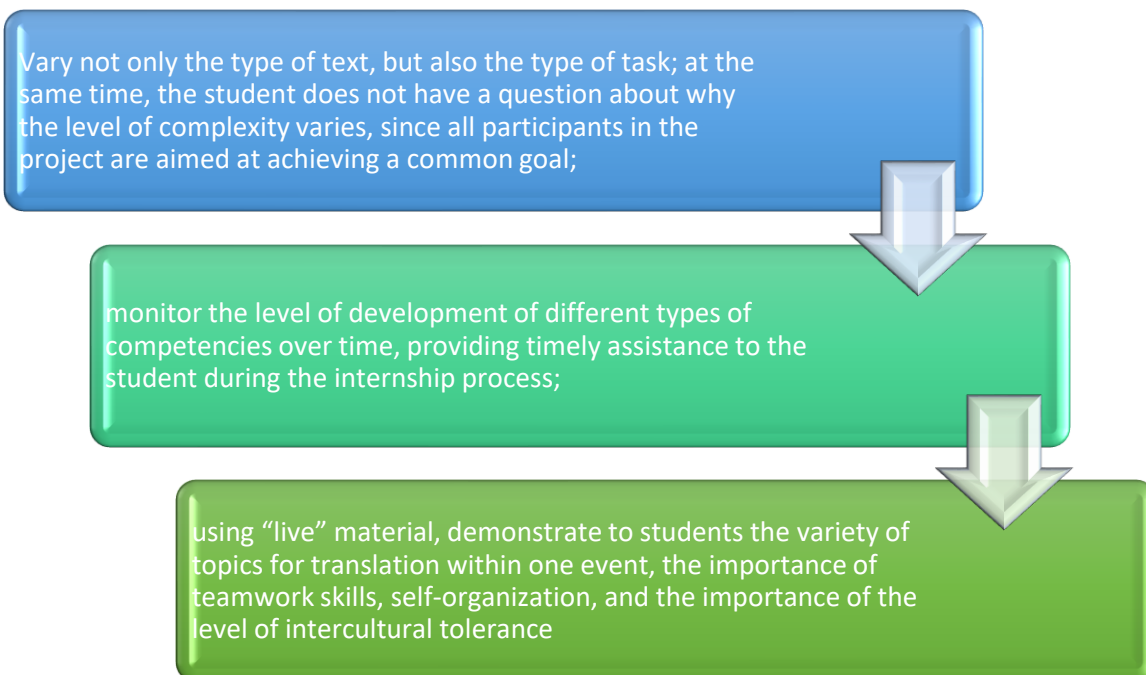 Vary not only the type of text, but also the type of task; at the
same time, the student does not have a question about why
the level of complexity varies, since all participants in the
project are aimed at achieving a common goal;
monitor the level of development of different types of
competencies over time, providing timely assistance to the
student during the internship process;
using “live” material, demonstrate to students the variety of
topics for translation within one event, the importance of
teamwork skills, self-organization, and the importance of the
level of intercultural tolerance